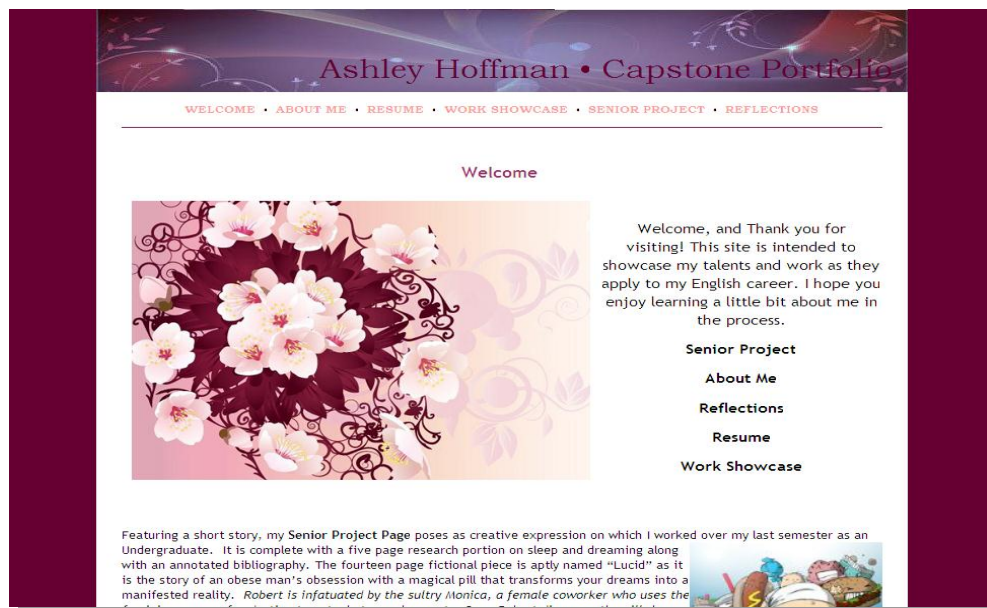 Ashley Hoffman • Capstone Portfolio
WELCOME • ABOUT ME • RESUME • WORK SHOWCASE • SENIOR PROJECT • REFLECTIONS
Welcome
Welcome, and Thank you for
visiting! This site is intended to
showcase my talents and work as they
apply to my English career. I hope you
enjoy learning a little bit about me in
the process.
Senior Project
About Me
Reflections
Resume
Work Showcase
Featuring a short story, my Senior Project Page poses as creative expression on which I worked over my last semester as an
Undergraduate. It is complete with a five page research portion on sleep and dreaming along
with an annotated bibliography. The fourteen page fictional piece is aptly named “Lucid” as it
is the story of an obese man’s obsession with a magical pill that transforms your dreams into a
manifested reality. Robert is infatuated by the sultry Monica, a female coworker who uses the